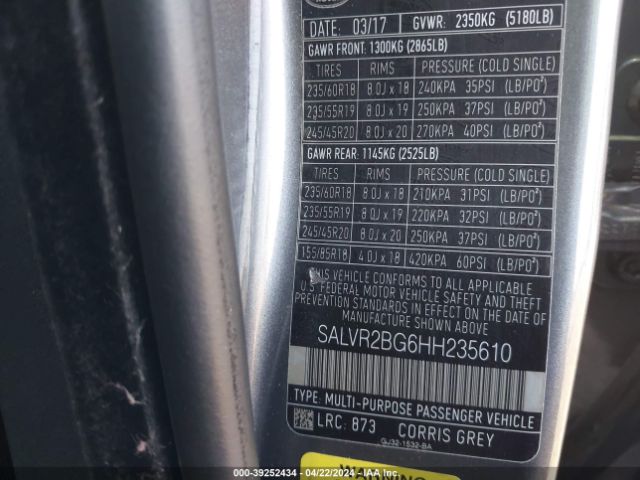 DATE: 03/17 GVWR: 2350KG (5180LB)
GAWR FRONT: 1300KG (2865LB)
TIRES RIMS PRESSURE (COLD SINGLE)
235/60R18 8.0J x 18 240KPA 35PSI (LB/PO²)
235/55R19 8.0J x 19 250KPA 37PSI (LB/PO²)
245/45R20 8.0J x 20 270KPA 40PSI (LB/PO²)
GAWR REAR: 1145KG (2525LB)
TIRES RIMS PRESSURE (COLD SINGLE)
235/60R18 8.0J x 18 210KPA 31PSI (LB/PO²)
235/55R19 8.0J x 19 220KPA 32PSI (LB/PO²)
245/45R20 8.0J x 20 250KPA 37PSI (LB/PO²)
155/85R18 4.0J x 18 420KPA 60PSI (LB/PO²)
THIS VEHICLE CONFORMS TO ALL APPLICABLE
U.S. FEDERAL MOTOR VEHICLE SAFETY AND THEFT
PREVENTION STANDARDS IN EFFECT ON THE DATE
OF MANUFACTURE SHOWN ABOVE.
SALVR2BG6HH235610
TYPE: MULTI-PURPOSE PASSENGER VEHICLE
LRC: 873 CORRIS GREY
GJ32-1532-BA
WARNING
000-39252434 - 04/22/2024 - IAA, Inc.